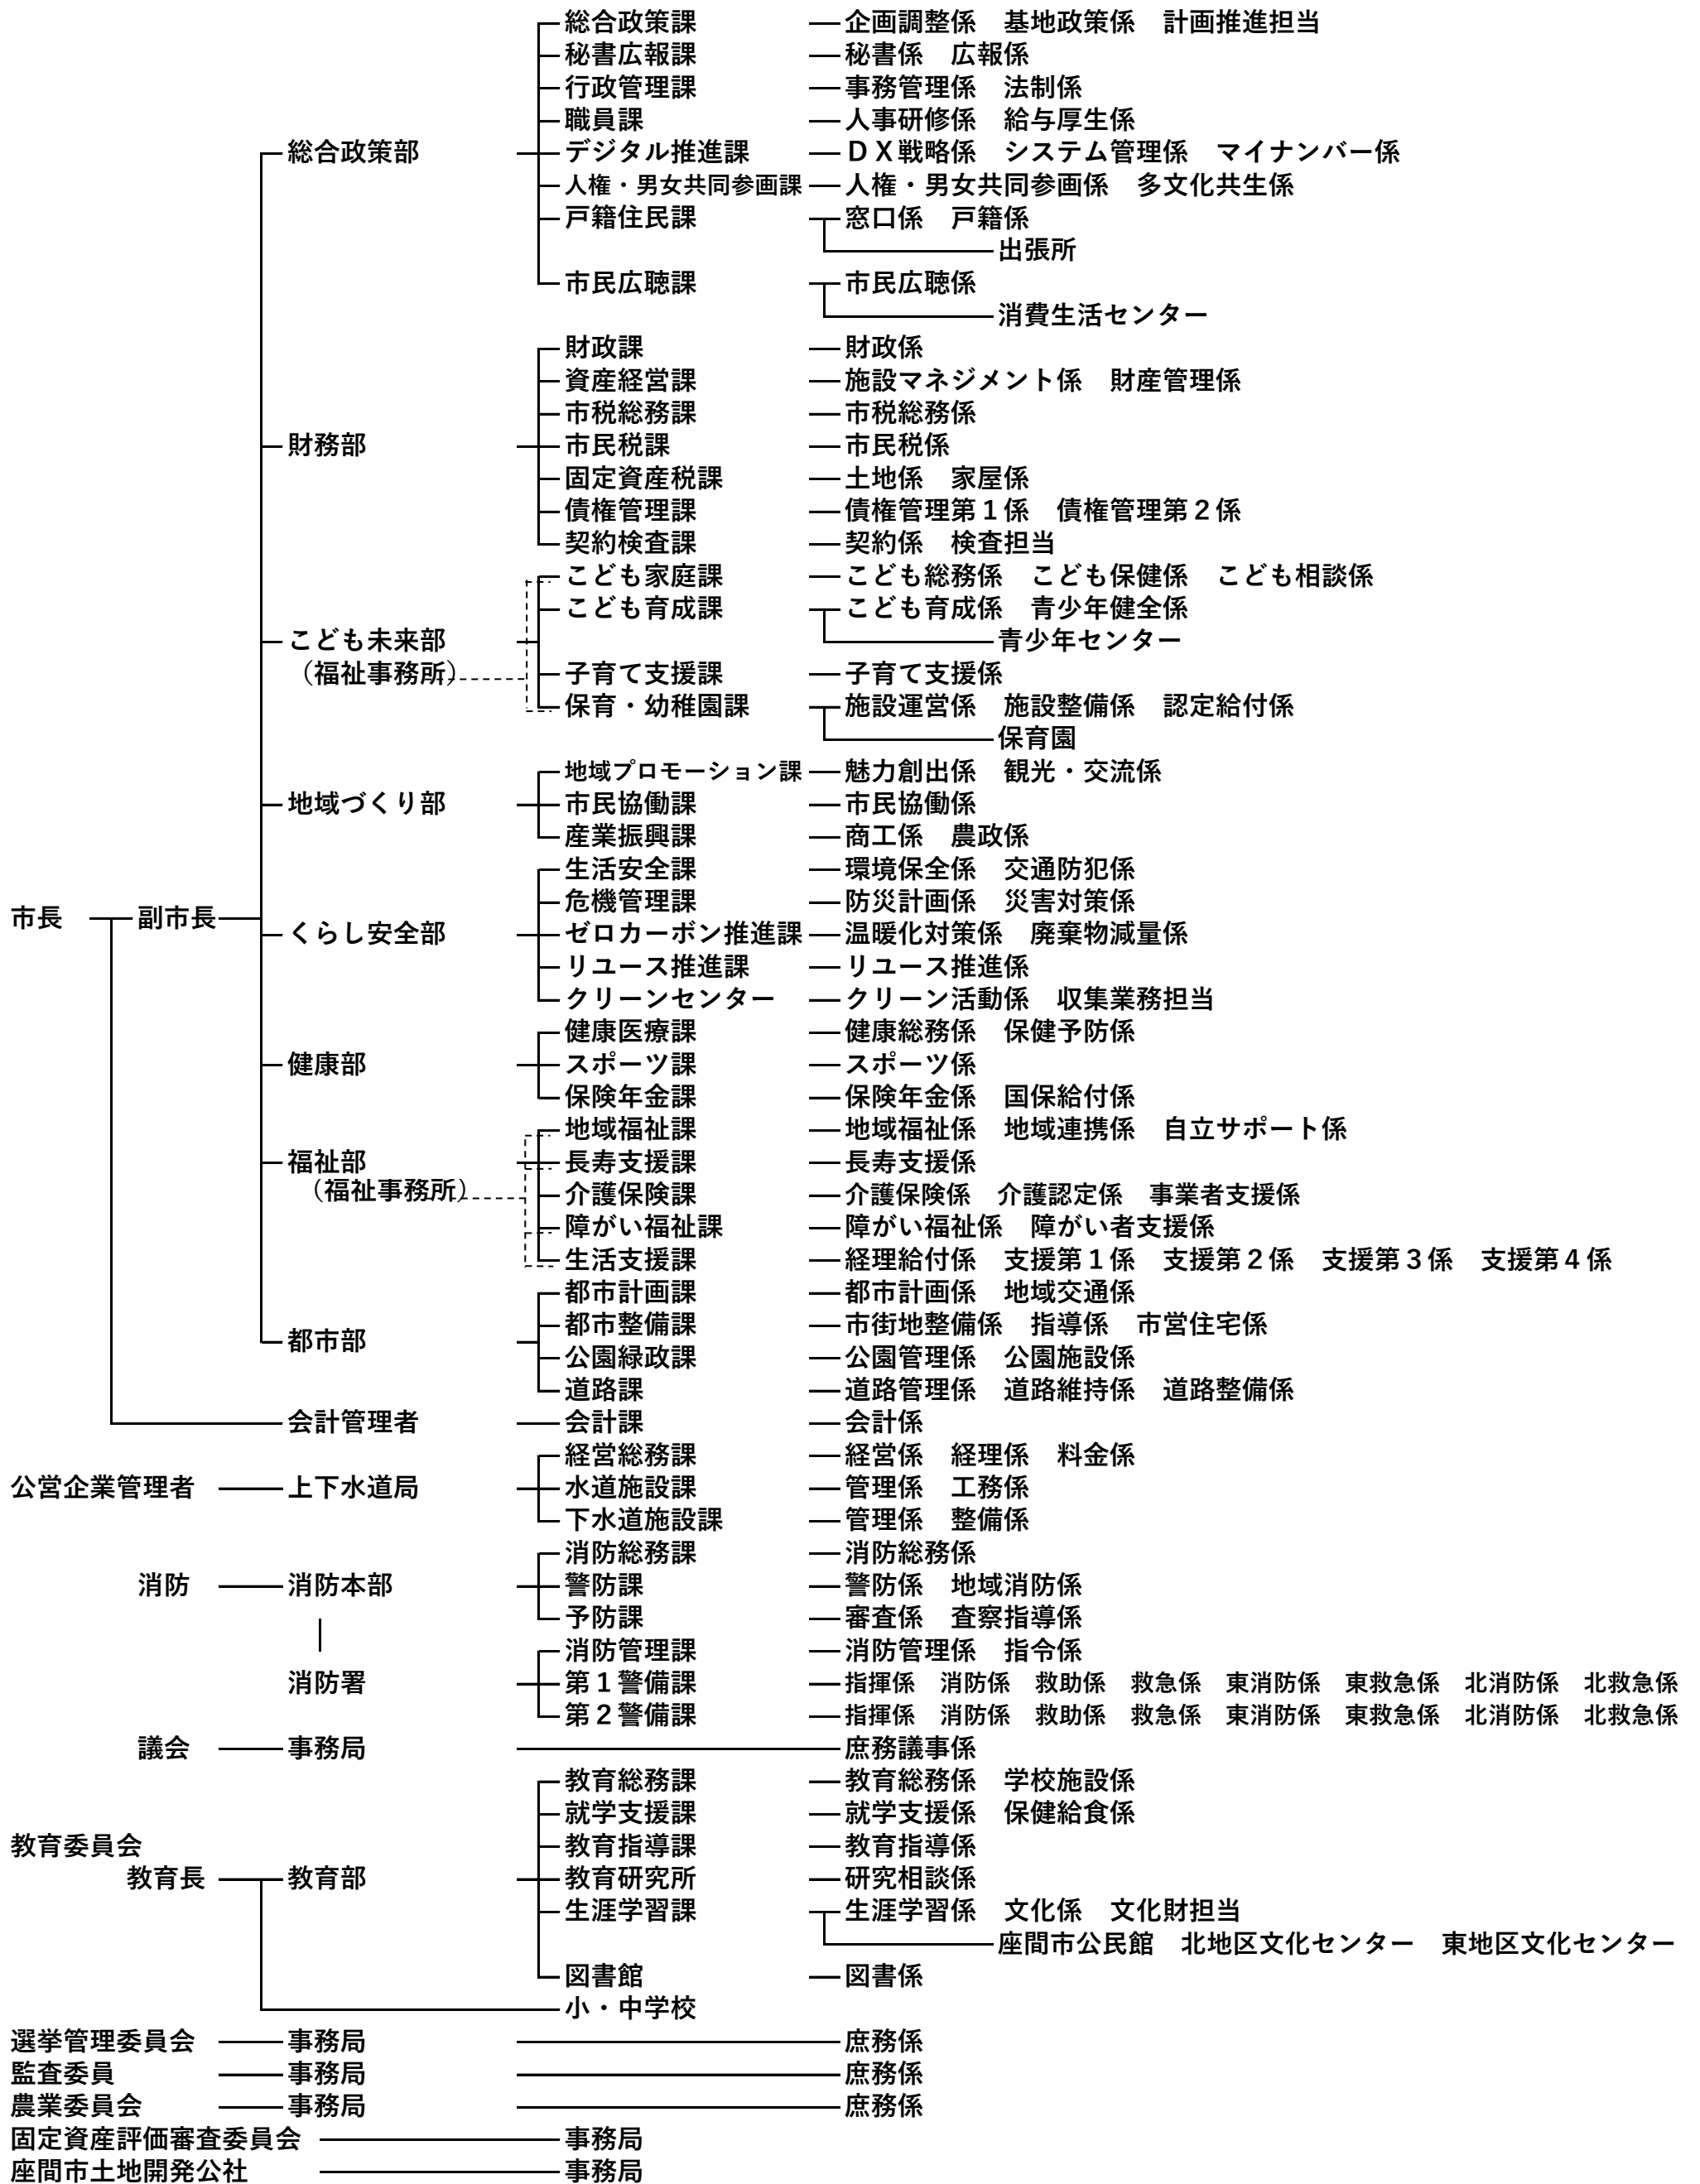 総合政策課 企画調整係 基地政策係 計画推進担当
秘書広報課 秘書係 広報係
行政管理課 事務管理係 法制係
職員課 人事研修係 給与厚生係
総合政策部 デジタル推進課 ＤＸ戦略係 システム管理係 マイナンバー係
人権・男女共同参画課 人権・男女共同参画係 多文化共生係
戸籍住民課 窓口係 戸籍係
出張所
市民広聴課 市民広聴係
消費生活センター
財政課 財政係
資産経営課 施設マネジメント係 財産管理係
市税総務課 市税総務係
財務部 市民税課 市民税係
固定資産税課 土地係 家屋係
債権管理課 債権管理第１係 債権管理第２係
契約検査課 契約係 検査担当
こども家庭課 こども総務係 こども保健係 こども相談係
こども育成課 こども育成係 青少年健全係
こども未来部 青少年センター
（福祉事務所） 子育て支援課 子育て支援係
保育・幼稚園課 施設運営係 施設整備係 認定給付係
保育園
地域プロモーション課 魅力創出係 観光・交流係
地域づくり部 市民協働課 市民協働係
産業振興課 商工係 農政係
生活安全課 環境保全係 交通防犯係
危機管理課 防災計画係 災害対策係
市長 副市長 くらし安全部 ゼロカーボン推進課 温暖化対策係 廃棄物減量係
リユース推進課 リユース推進係
クリーンセンター クリーン活動係 収集業務担当
健康医療課 健康総務係 保健予防係
健康部 スポーツ課 スポーツ係
保険年金課 保険年金係 国保給付係
地域福祉課 地域福祉係 地域連携係 自立サポート係
福祉部 長寿支援課 長寿支援係
（福祉事務所） 介護保険課 介護保険係 介護認定係 事業者支援係
障がい福祉課 障がい福祉係 障がい者支援係
生活支援課 経理給付係 支援第１係 支援第２係 支援第３係 支援第４係
都市計画課 都市計画係 地域交通係
都市整備課 市街地整備係 指導係 市営住宅係
都市部 公園緑政課 公園管理係 公園施設係
道路課 道路管理係 道路維持係 道路整備係
会計管理者 会計課 会計係
経営総務課 経営係 経理係 料金係
公営企業管理者 上下水道局 水道施設課 管理係 工務係
下水道施設課 管理係 整備係
消防総務課 消防総務係
消防 消防本部 警防課 警防係 地域消防係
予防課 審査係 査察指導係
消防管理課 消防管理係 指令係
消防署 第１警備課 指揮係 消防係 救助係 救急係 東消防係 東救急係 北消防係 北救急係
第２警備課 指揮係 消防係 救助係 救急係 東消防係 東救急係 北消防係 北救急係
議会 事務局 庶務議事係
教育総務課 教育総務係 学校施設係
就学支援課 就学支援係 保健給食係
教育委員会 教育指導課 教育指導係
教育長 教育部 教育研究所 研究相談係
生涯学習課 生涯学習係 文化係 文化財担当
座間市公民館 北地区文化センター 東地区文化センター
図書館 図書係
小・中学校
選挙管理委員会 事務局 庶務係
監査委員 事務局 庶務係
農業委員会 事務局 庶務係
固定資産評価審査委員会 事務局
座間市土地開発公社 事務局